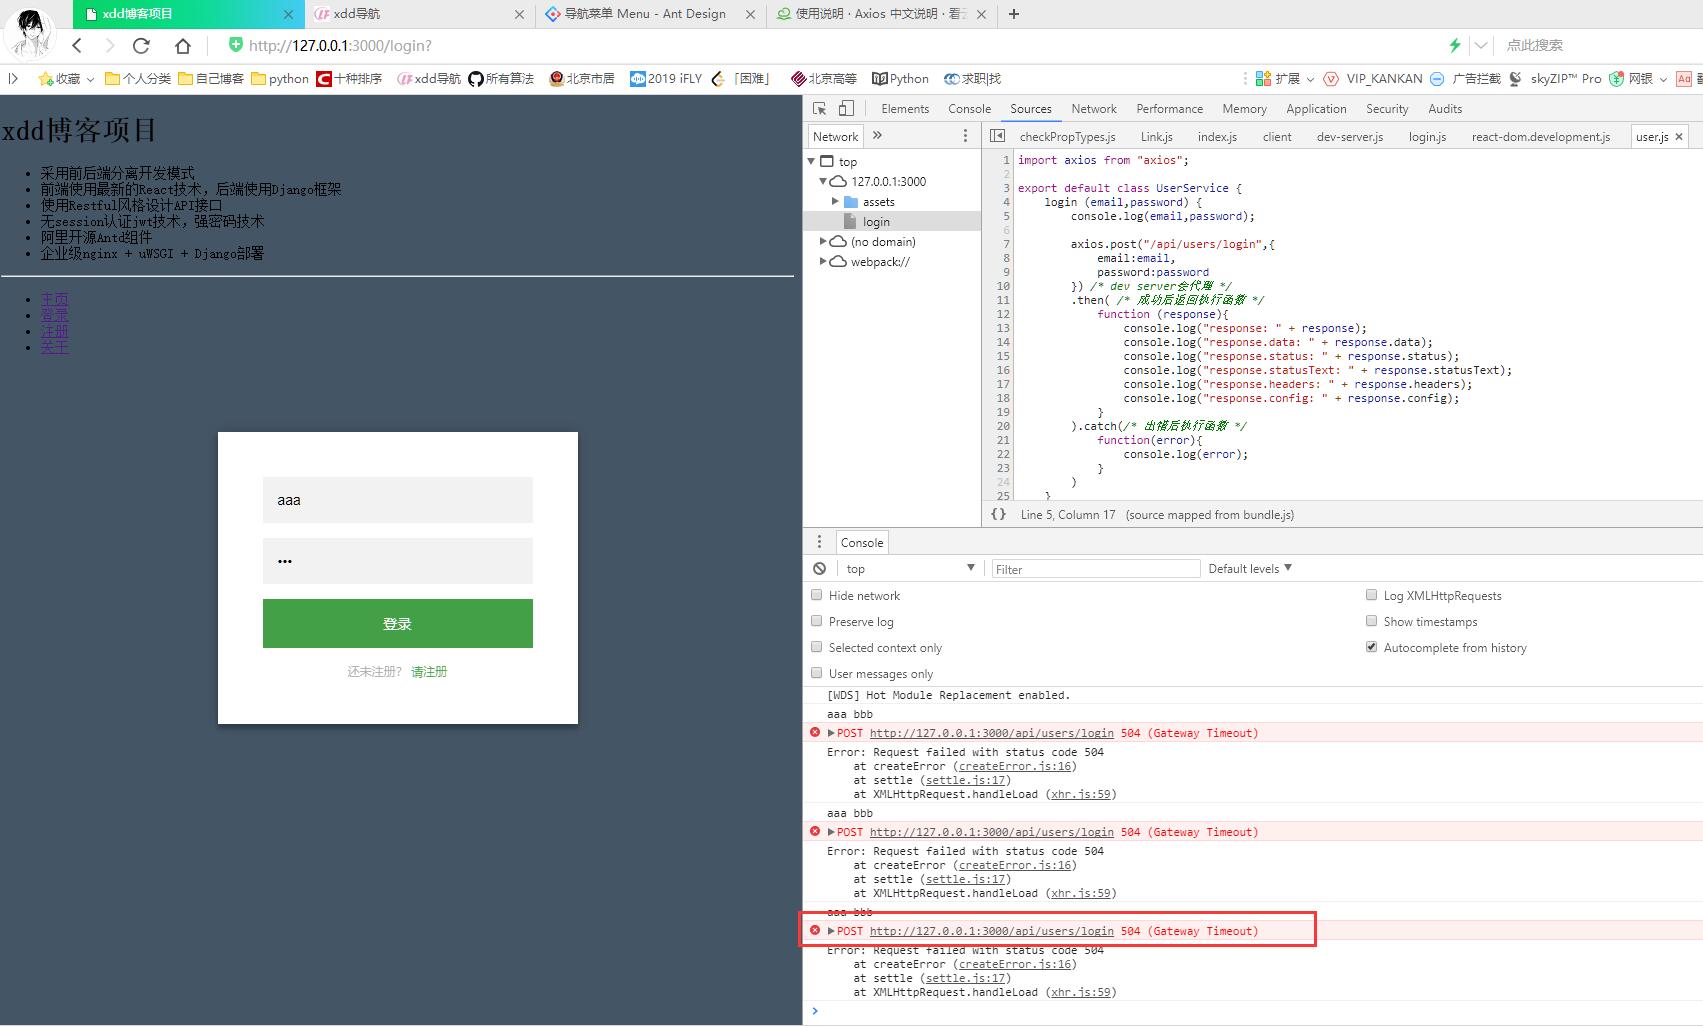 xdd博客项目
xdd导航
导航菜单 Menu - Ant Design
使用说明 · Axios 中文说明 · 看云
http://127.0.0.1:3000/login?
点此搜索
收藏
个人分类
自己博客
python
十种排序
xdd导航
所有算法
北京市居
2019 iFLY
「困难」
北京高等
Python
求职|找
扩展
VIP_KANKAN
广告拦截
skyZIP™ Pro
网银
xdd博客项目
采用前后端分离开发模式
前端使用最新的React技术，后端使用Django框架
使用Restful风格设计API接口
无session认证jwt技术，强密码技术
阿里开源Antd组件
企业级nginx + uWSGI + Django部署
主页
登录
注册
关于
aaa
•••
登录
还未注册? 请注册
Elements Console Sources Network Performance Memory Application Security Audits
Network »
top
127.0.0.1:3000
assets
login
(no domain)
webpack://
checkPropTypes.js Link.js index.js client dev-server.js login.js react-dom.development.js user.js ×
1 import axios from "axios";
2
3 export default class UserService {
4 login (email,password) {
5 console.log(email,password);
6
7 axios.post("/api/users/login",{
8 email:email,
9 password:password
10 }) /* dev server会代理 */
11 .then( /* 成功后返回执行函数 */
12 function (response){
13 console.log("response: " + response);
14 console.log("response.data: " + response.data);
15 console.log("response.status: " + response.status);
16 console.log("response.statusText: " + response.statusText);
17 console.log("response.headers: " + response.headers);
18 console.log("response.config: " + response.config);
19 }
20 ).catch(/* 出错后执行函数 */
21 function(error){
22 console.log(error);
23 }
24 )
25 }
{} Line 5, Column 17 (source mapped from bundle.js)
Console
top Filter Default levels ▼
Hide network
Log XMLHttpRequests
Preserve log
Show timestamps
Selected context only
Autocomplete from history
User messages only
[WDS] Hot Module Replacement enabled.
aaa bbb
POST http://127.0.0.1:3000/api/users/login 504 (Gateway Timeout)
Error: Request failed with status code 504
at createError (createError.js:16)
at settle (settle.js:17)
at XMLHttpRequest.handleLoad (xhr.js:59)
aaa bbb
POST http://127.0.0.1:3000/api/users/login 504 (Gateway Timeout)
Error: Request failed with status code 504
at createError (createError.js:16)
at settle (settle.js:17)
at XMLHttpRequest.handleLoad (xhr.js:59)
aaa bbb
POST http://127.0.0.1:3000/api/users/login 504 (Gateway Timeout)
Error: Request failed with status code 504
at createError (createError.js:16)
at settle (settle.js:17)
at XMLHttpRequest.handleLoad (xhr.js:59)